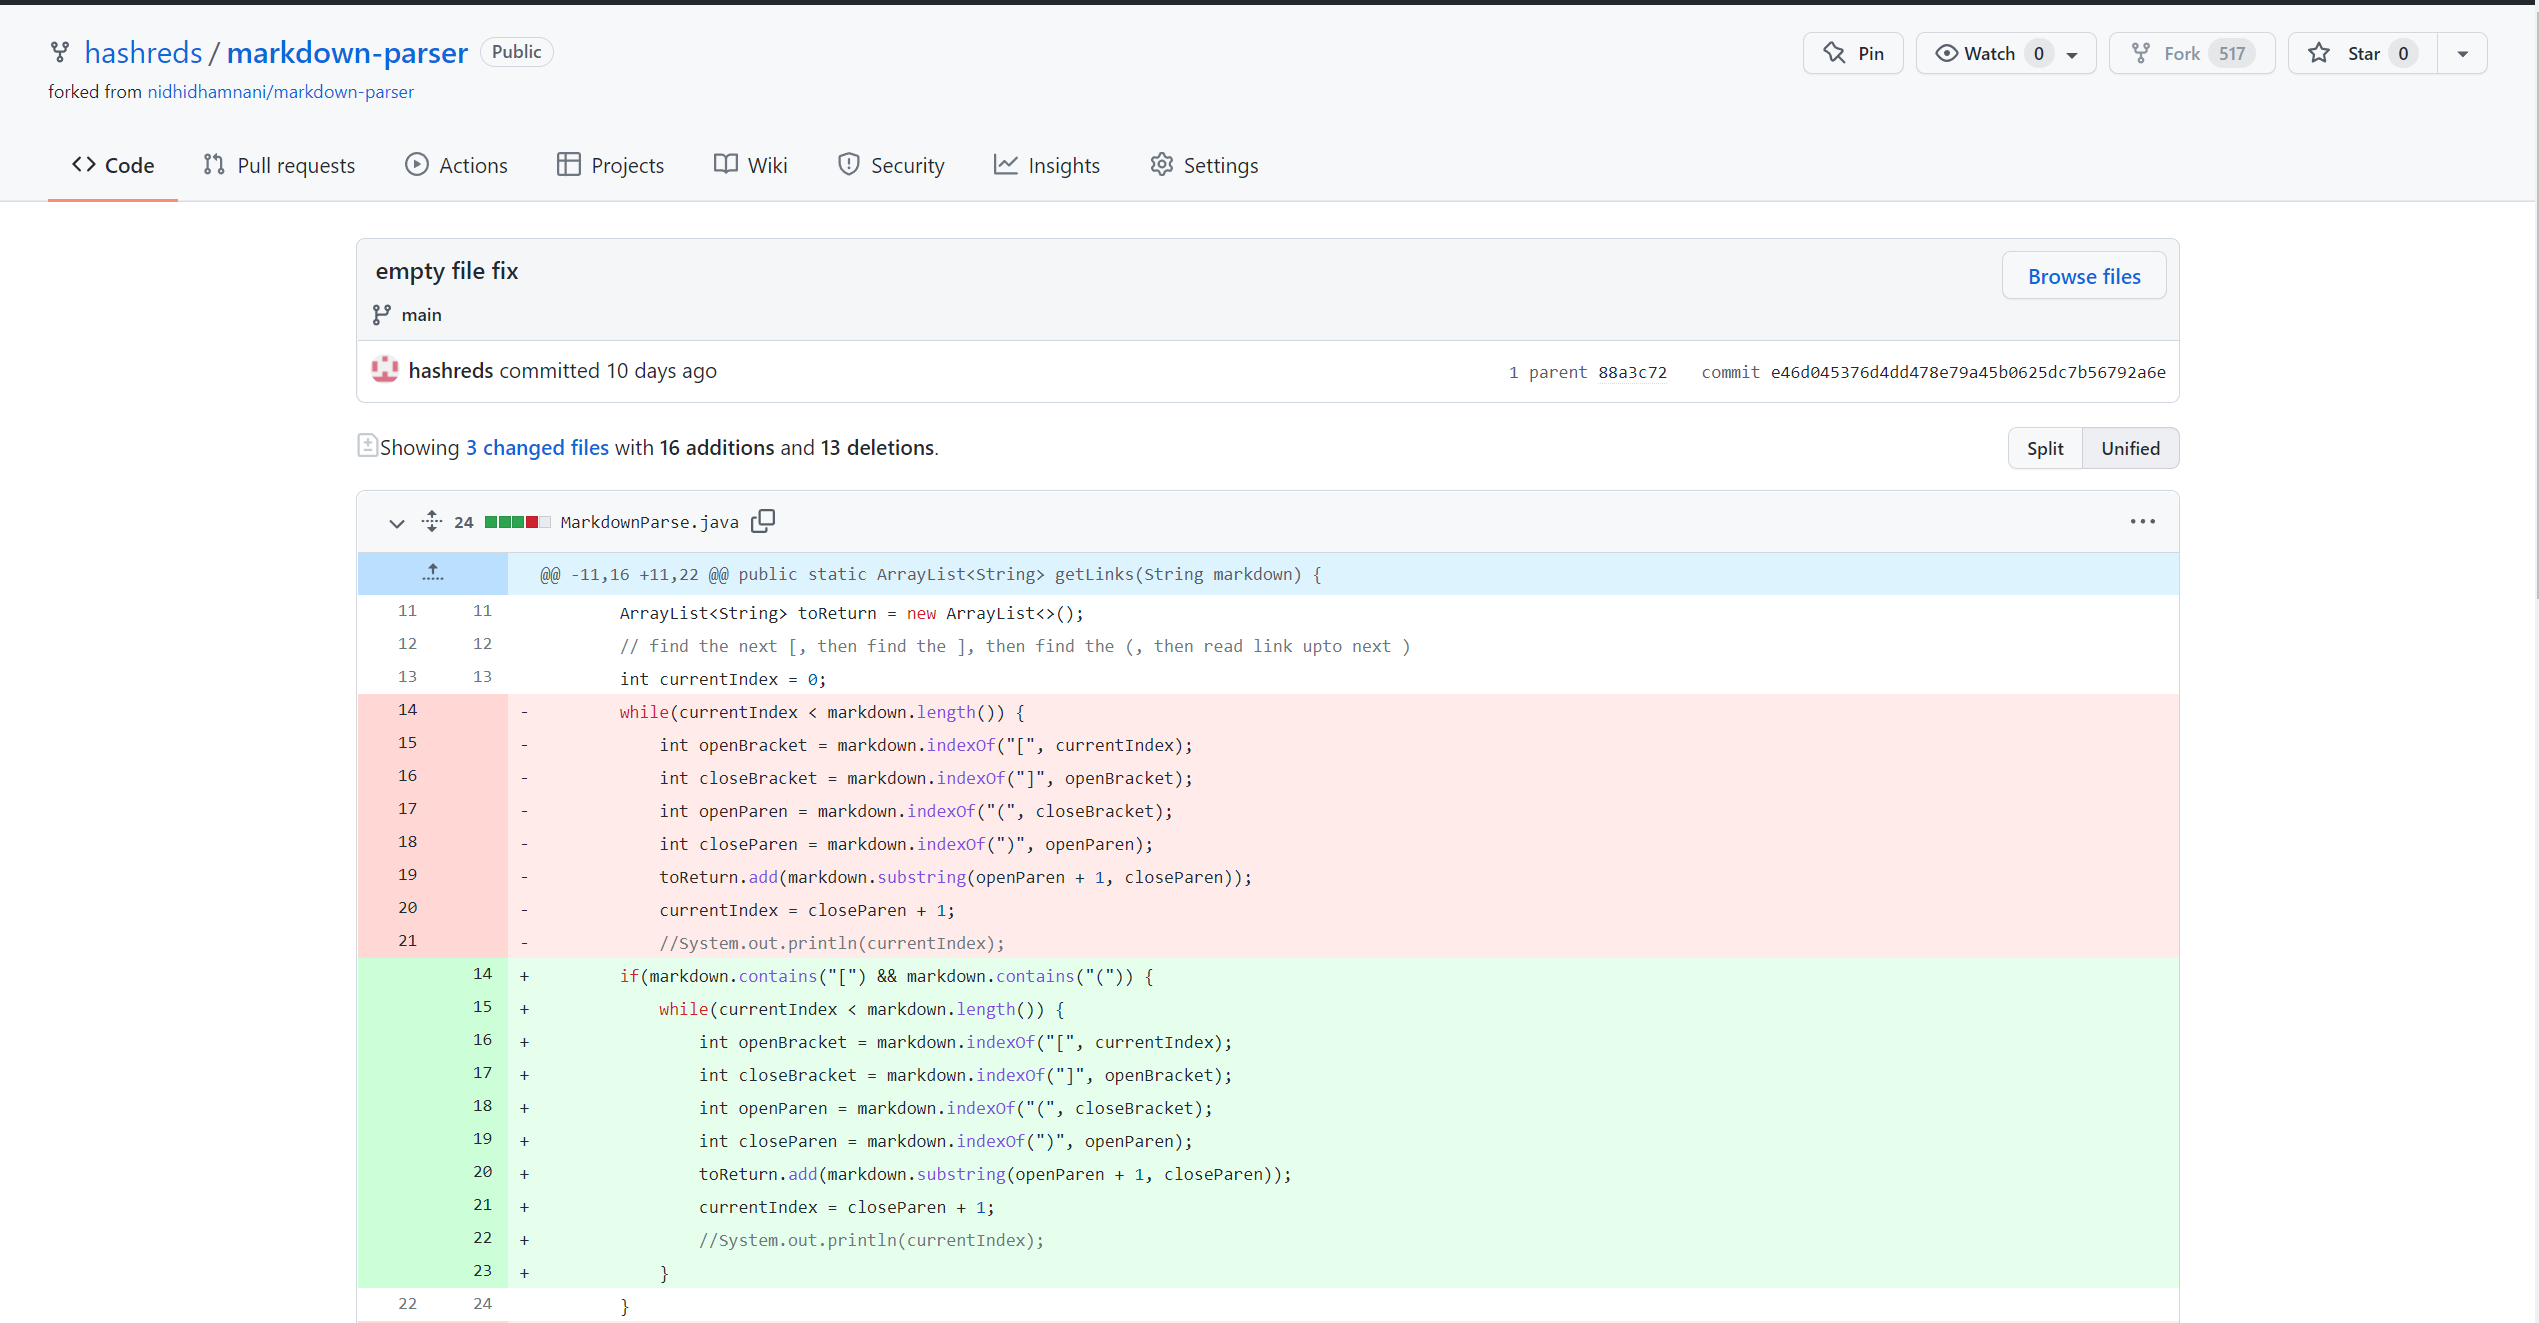 hashreds / markdown-parser Public
Pin Watch 0 Fork 517 Star 0
forked from nidhidhamnani/markdown-parser
Code Pull requests Actions Projects Wiki Security Insights Settings
empty file fix
Browse files
main
hashreds committed 10 days ago 1 parent 88a3c72 commit e46d045376d4dd478e79a45b0625dc7b56792a6e
Showing 3 changed files with 16 additions and 13 deletions.
Split Unified
24 MarkdownParse.java
@@ -11,16 +11,22 @@ public static ArrayList<String> getLinks(String markdown) {
11 11 ArrayList<String> toReturn = new ArrayList<>();
12 12 // find the next [, then find the ], then find the (, then read link upto next )
13 13 int currentIndex = 0;
14 - while(currentIndex < markdown.length()) {
15 - int openBracket = markdown.indexOf("[", currentIndex);
16 - int closeBracket = markdown.indexOf("]", openBracket);
17 - int openParen = markdown.indexOf("(", closeBracket);
18 - int closeParen = markdown.indexOf(")", openParen);
19 - toReturn.add(markdown.substring(openParen + 1, closeParen));
20 - currentIndex = closeParen + 1;
21 - //System.out.println(currentIndex);
14 + if(markdown.contains("[") && markdown.contains("(")) {
15 + while(currentIndex < markdown.length()) {
16 + int openBracket = markdown.indexOf("[", currentIndex);
17 + int closeBracket = markdown.indexOf("]", openBracket);
18 + int openParen = markdown.indexOf("(", closeBracket);
19 + int closeParen = markdown.indexOf(")", openParen);
20 + toReturn.add(markdown.substring(openParen + 1, closeParen));
21 + currentIndex = closeParen + 1;
22 + //System.out.println(currentIndex);
23 + }
22 24 }